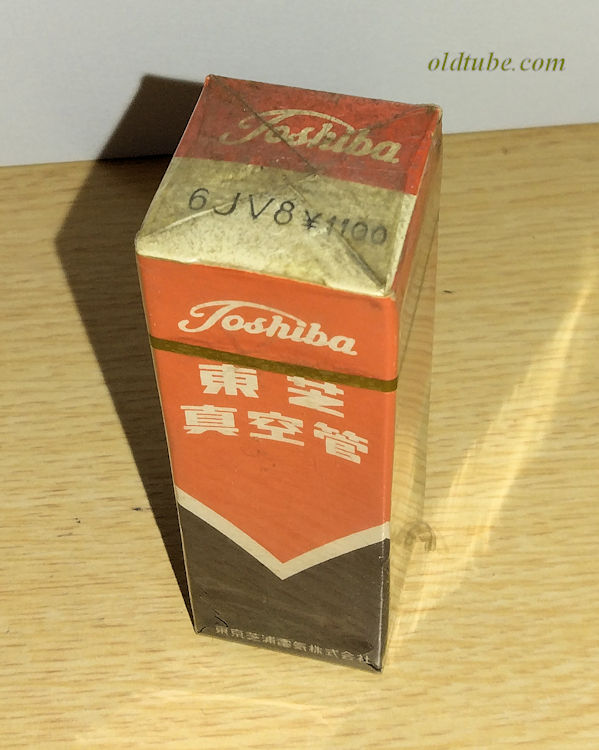 oldtube.com
Toshiba
6JV8 ¥1100
Toshiba
東芝
真空管
東京芝浦電気株式会社